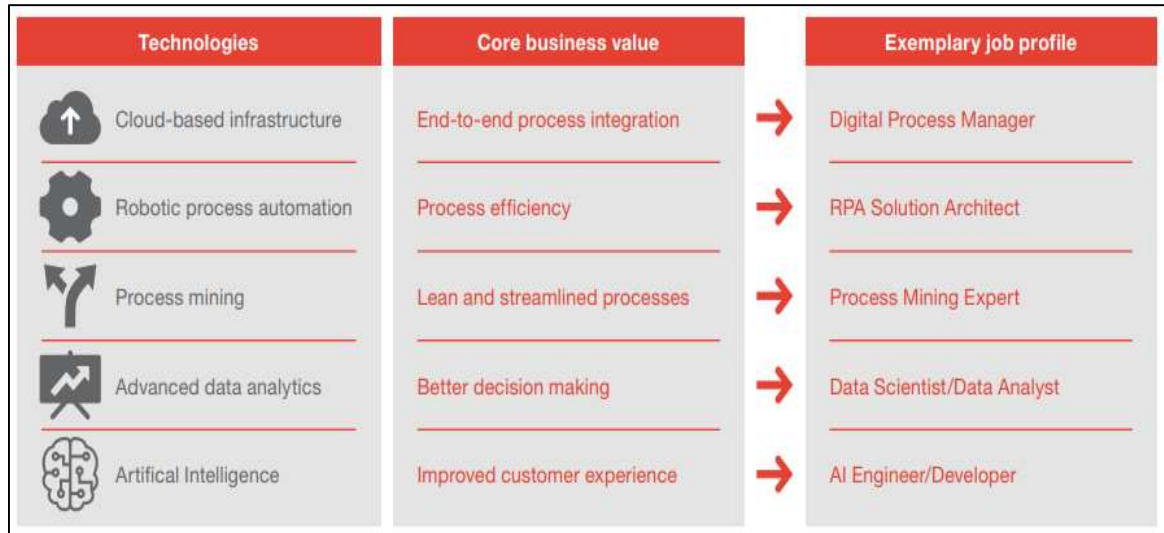 Technologies Core business value Exemplary job profile
Cloud-based infrastructure End-to-end process integration Digital Process Manager
Robotic process automation Process efficiency RPA Solution Architect
Process mining Lean and streamlined processes Process Mining Expert
Advanced data analytics Better decision making Data Scientist/Data Analyst
Artifical Intelligence Improved customer experience AI Engineer/Developer